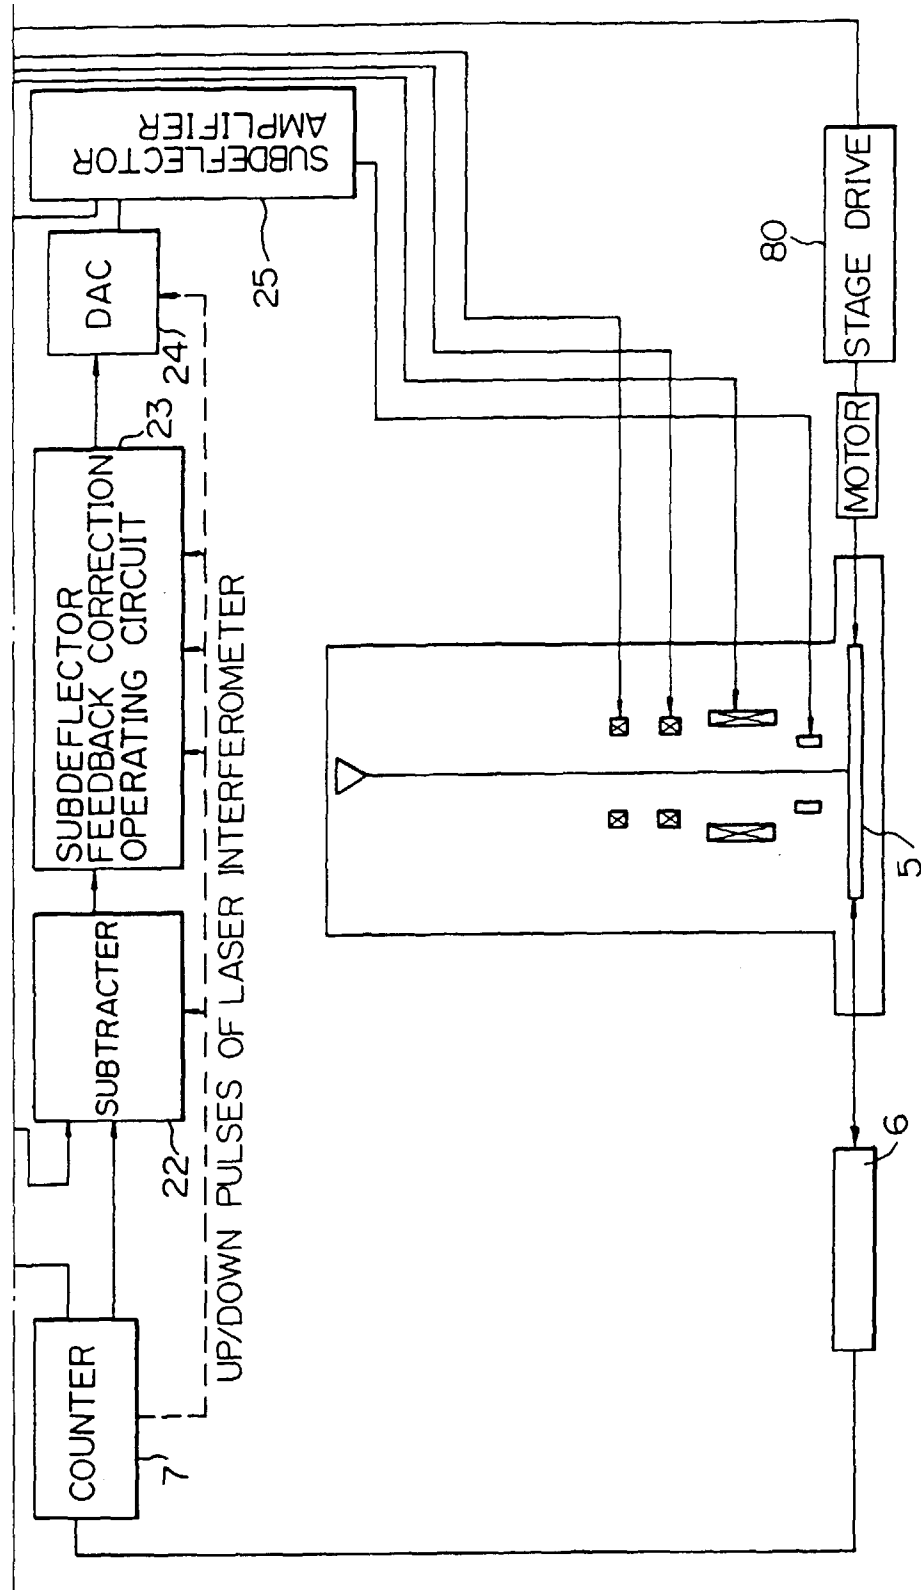 COUNTER
7
SUBTRACTER
22
SUBDEFLECTOR
FEEDBACK CORRECTION
OPERATING CIRCUIT
23
DAC
24
SUBDEFLECTOR
AMPLIFIER
25
UP/DOWN PULSES OF LASER INTERFEROMETER
6
5
MOTOR
STAGE DRIVE
80